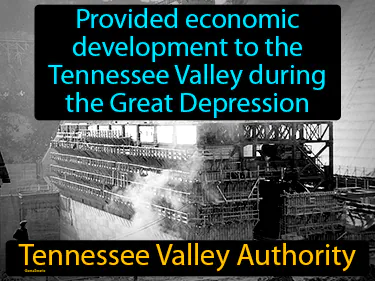 Provided economic
development to the
Tennessee Valley during
the Great Depression
Tennessee Valley Authority